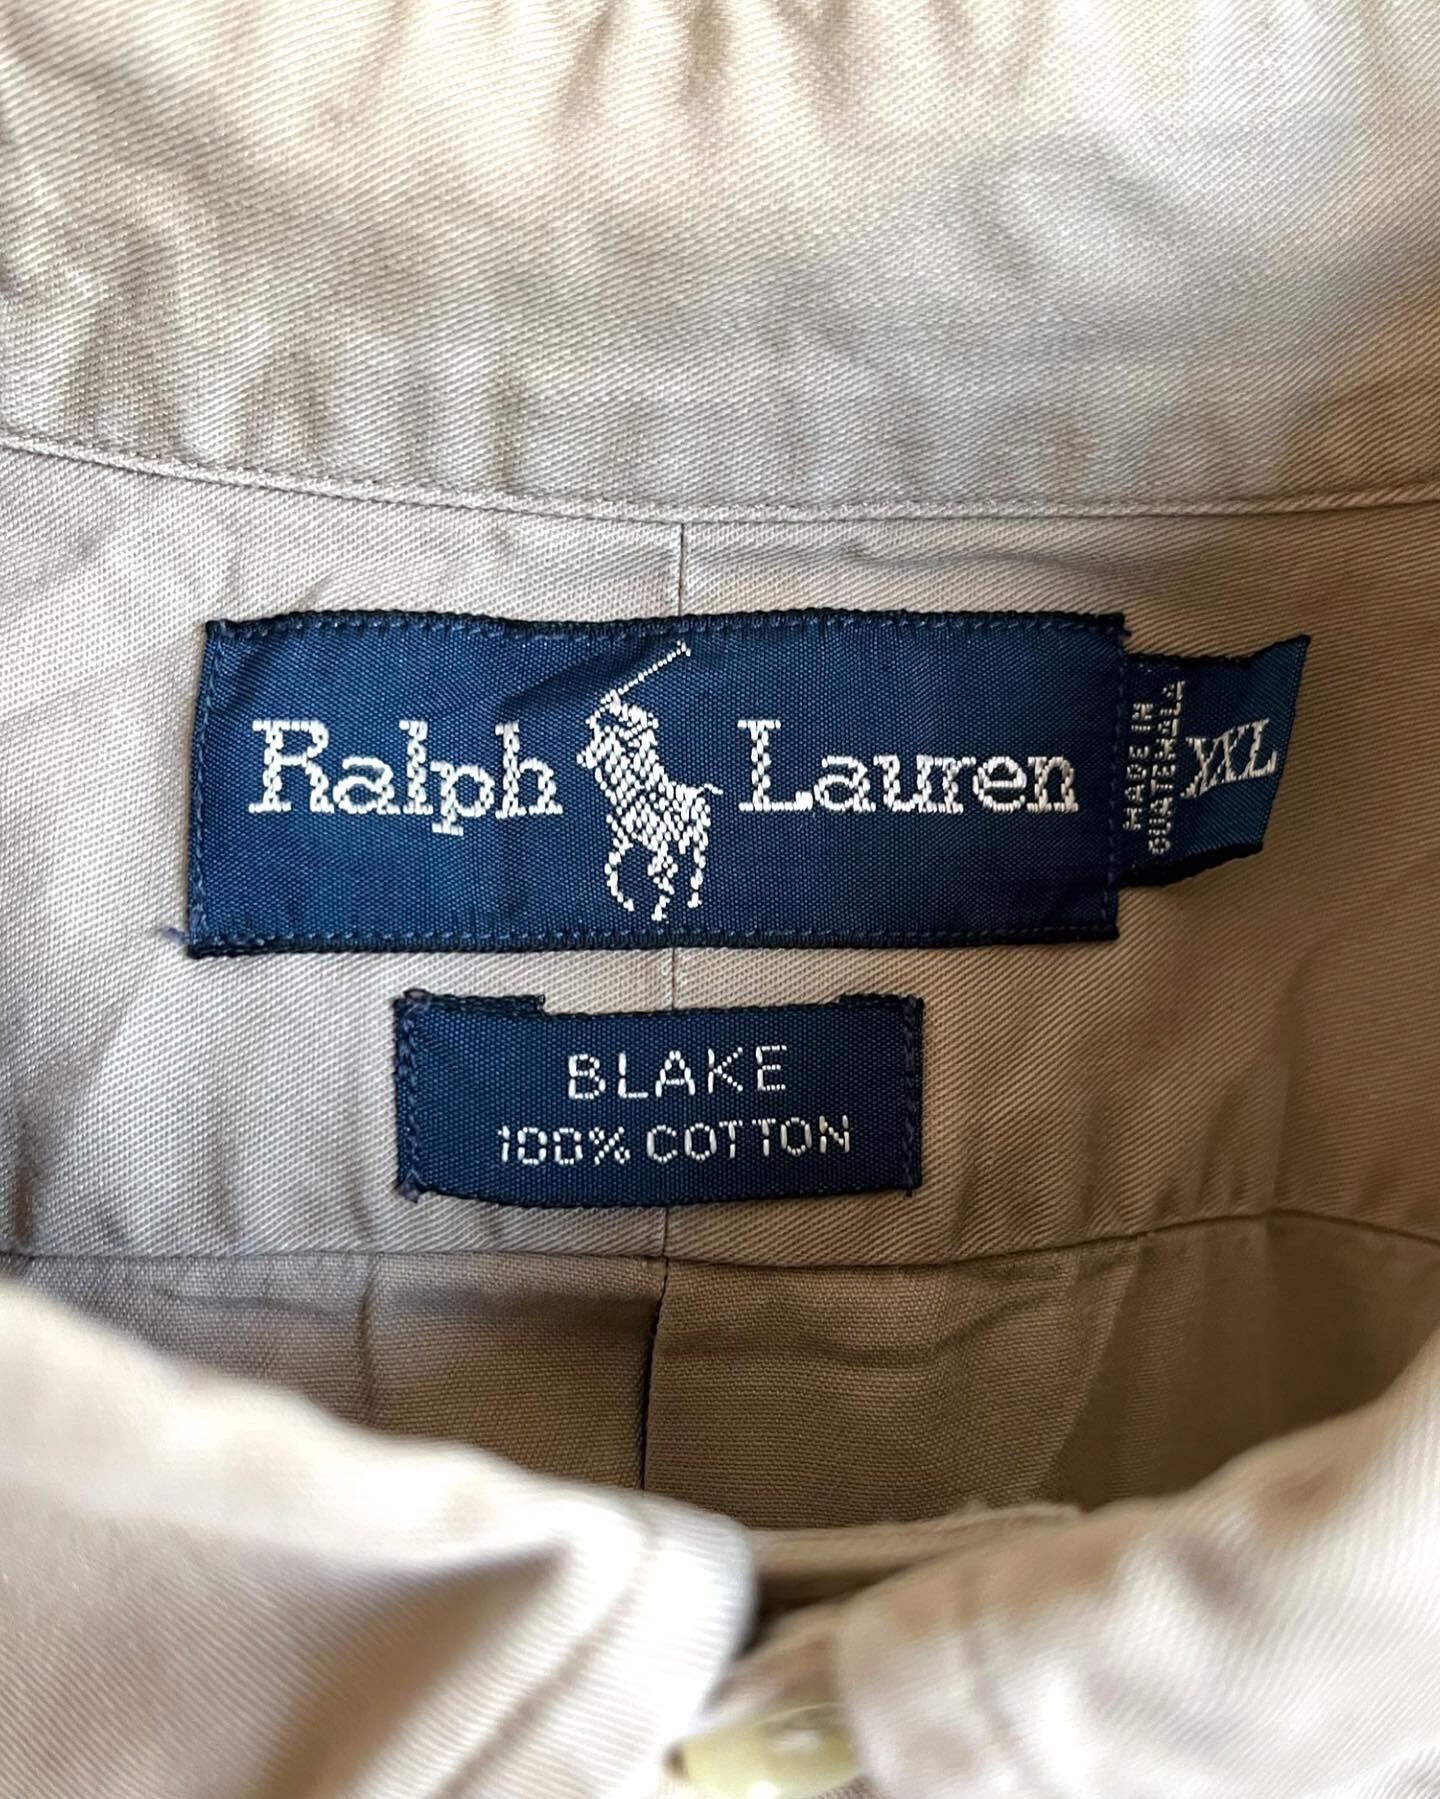 Ralph Lauren
MADE IN
GUATEMALA
XXL
BLAKE
100% COTTON